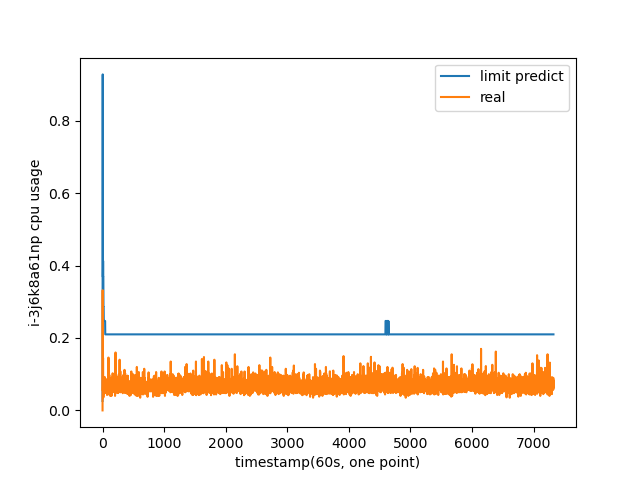 limit predict
real
0.8
0.6
0.4
0.2
0.0
i-3j6k8a61np cpu usage
0 1000 2000 3000 4000 5000 6000 7000
timestamp(60s, one point)